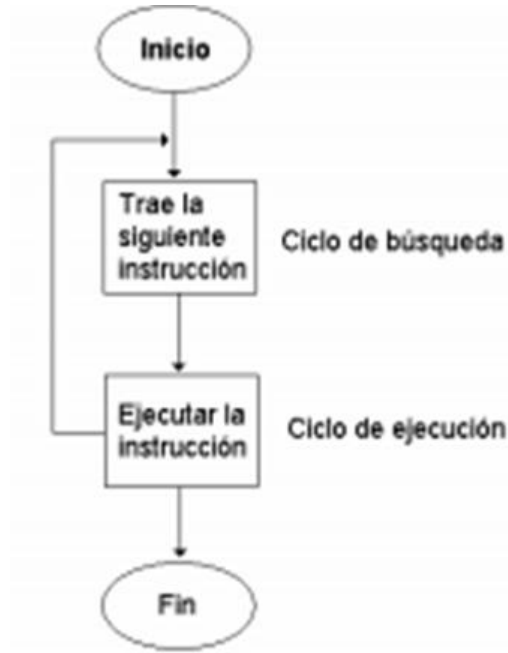 Inicio
Trae la
siguiente
instrucción
Ciclo de búsqueda
Ejecutar la
instrucción
Ciclo de ejecución
Fin